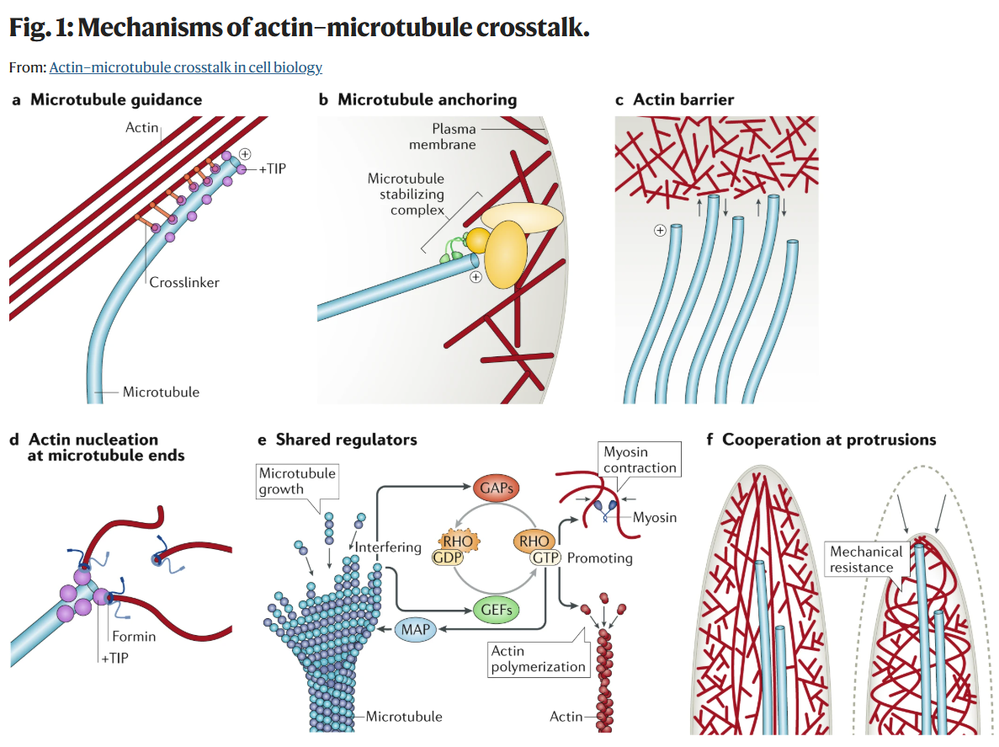 Fig. 1: Mechanisms of actin–microtubule crosstalk.
From: Actin–microtubule crosstalk in cell biology
a Microtubule guidance
Actin
+
+TIP
Crosslinker
Microtubule
b Microtubule anchoring
Plasma
membrane
Microtubule
stabilizing
complex
+
c Actin barrier
+
d Actin nucleation
at microtubule ends
Formin
+TIP
e Shared regulators
Microtubule
growth
Interfering
GAPs
RHO
GDP
RHO
GTP
Promoting
GEFs
MAP
Myosin
contraction
Myosin
Actin
polymerization
Microtubule
Actin
f Cooperation at protrusions
Mechanical
resistance